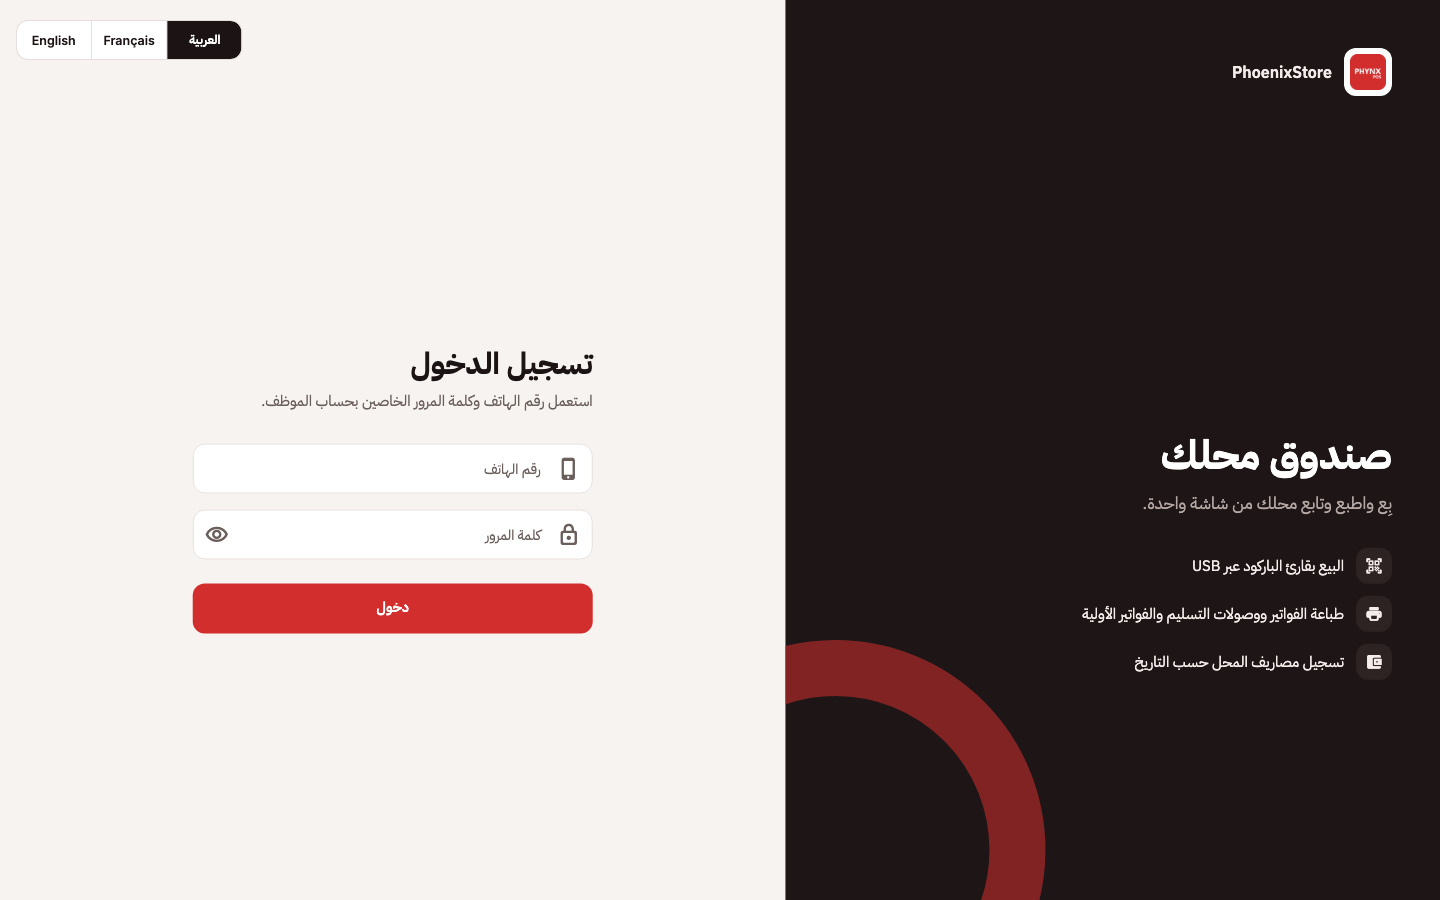 English
Français
العربية
PhoenixStore
PHYNX
POS
صندوق محلك
بِع واطبع وتابع محلك من شاشة واحدة.
البيع بقارئ الباركود عبر USB
طباعة الفواتير ووصولات التسليم والفواتير الأولية
تسجيل مصاريف المحل حسب التاريخ
تسجيل الدخول
استعمل رقم الهاتف وكلمة المرور الخاصين بحساب الموظف.
رقم الهاتف
كلمة المرور
دخول